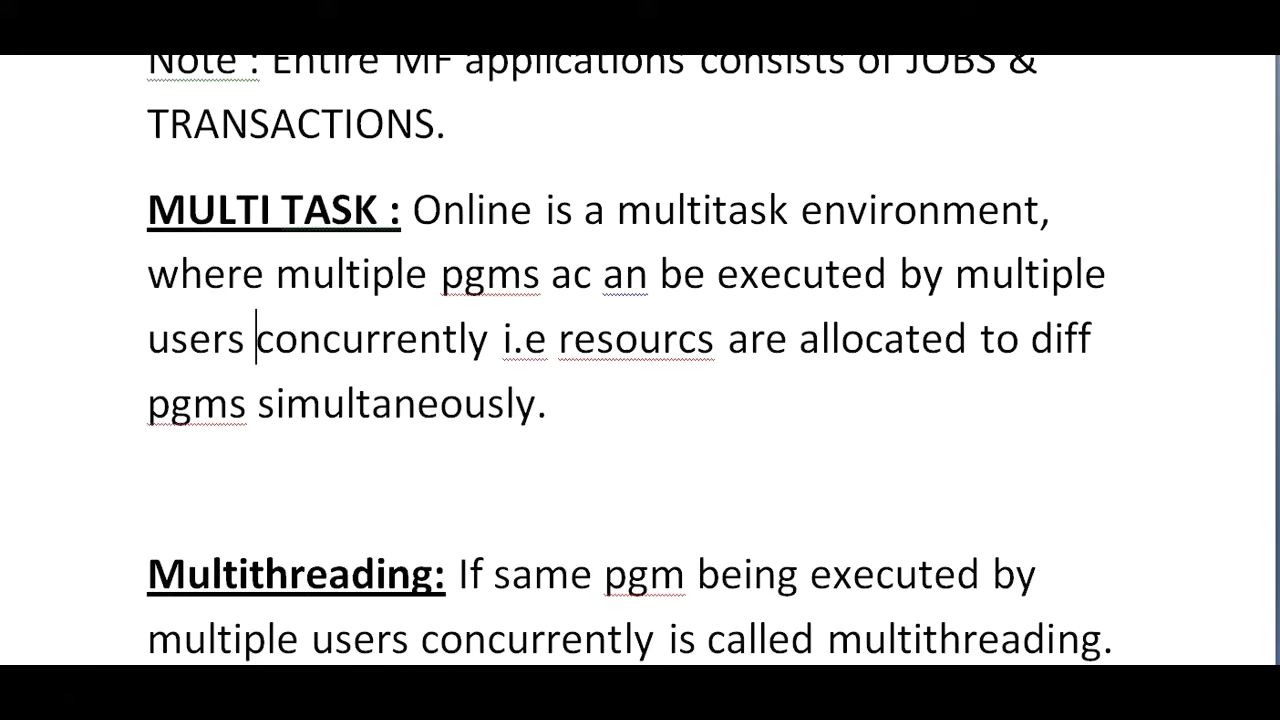 Note : Entire MF applications consists of JOBS &
TRANSACTIONS.
MULTI TASK : Online is a multitask environment,
where multiple pgms ac an be executed by multiple
users concurrently i.e resourcs are allocated to diff
pgms simultaneously.
Multithreading: If same pgm being executed by
multiple users concurrently is called multithreading.